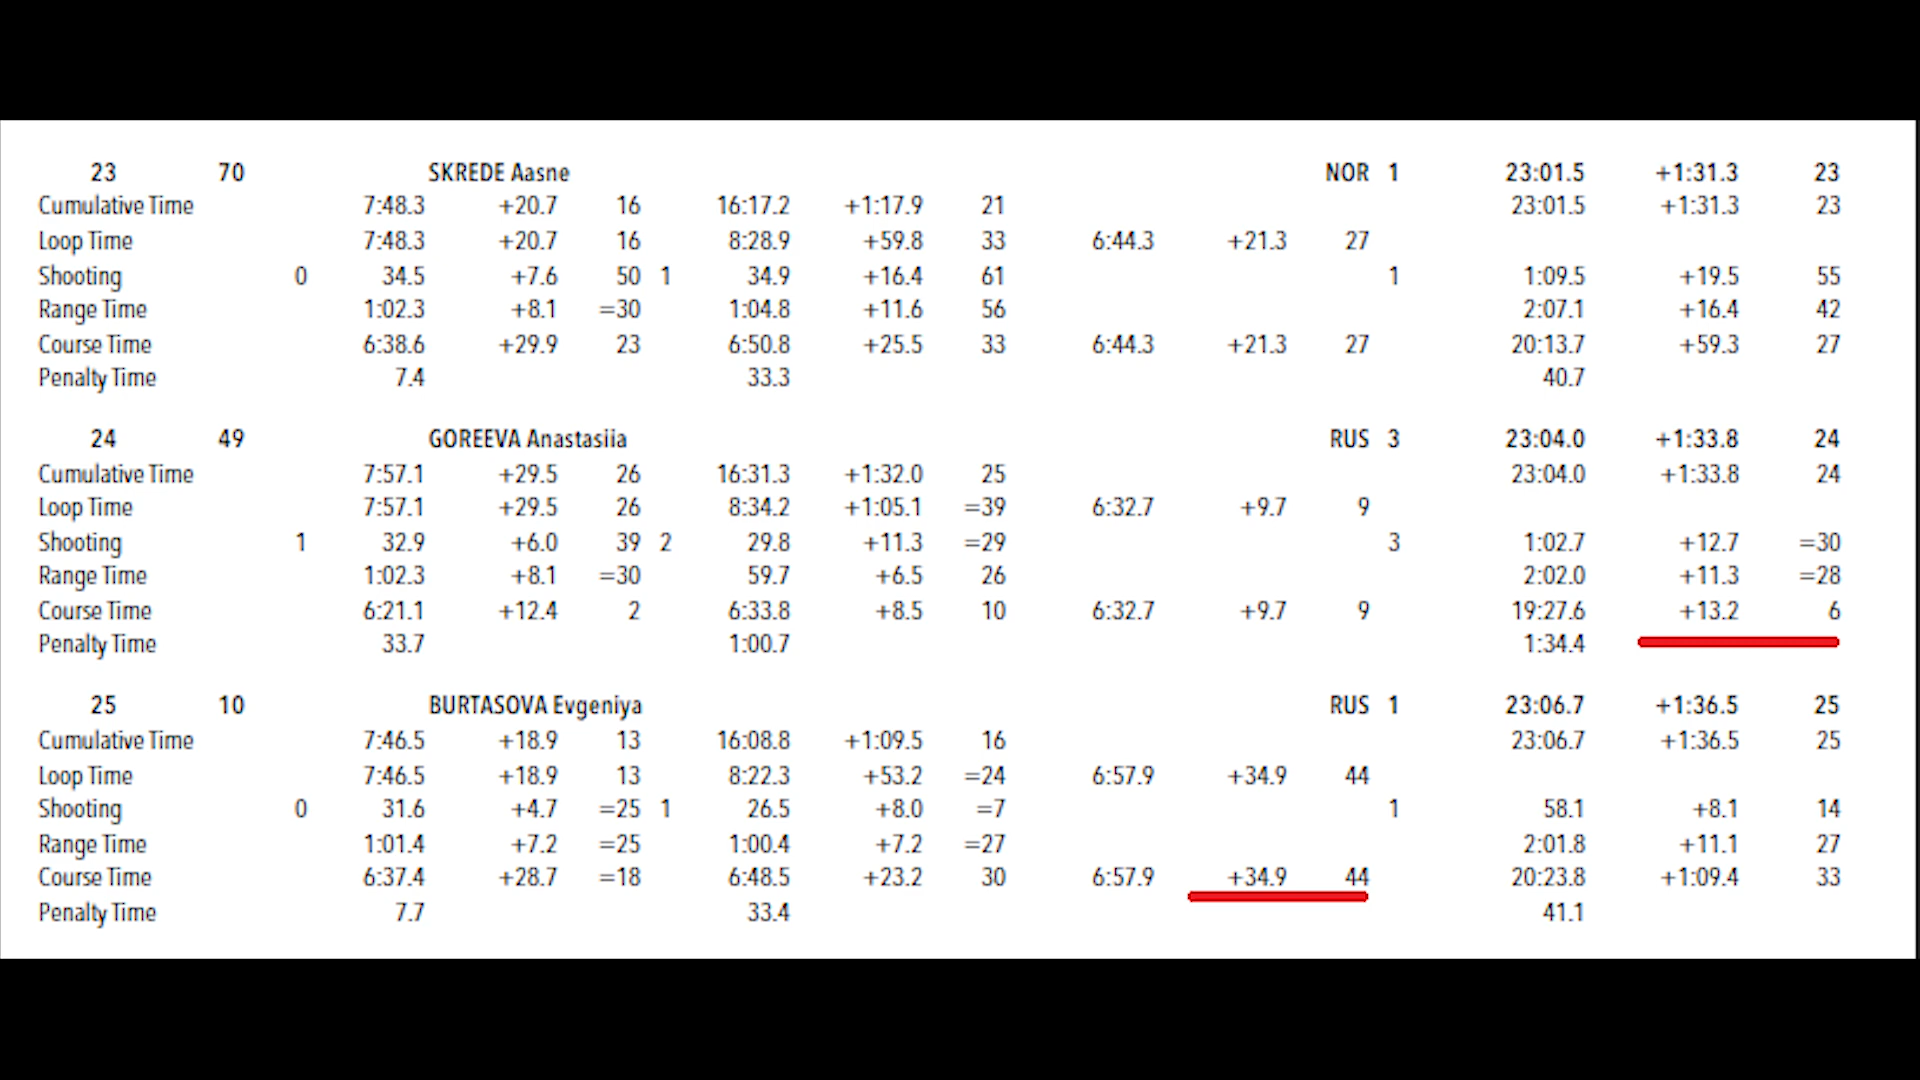 23 70 SKREDE Aasne NOR 1 23:01.5 +1:31.3 23
Cumulative Time 7:48.3 +20.7 16 16:17.2 +1:17.9 21 23:01.5 +1:31.3 23
Loop Time 7:48.3 +20.7 16 8:28.9 +59.8 33 6:44.3 +21.3 27
Shooting 0 34.5 +7.6 50 1 34.9 +16.4 61 1 1:09.5 +19.5 55
Range Time 1:02.3 +8.1 =30 1:04.8 +11.6 56 2:07.1 +16.4 42
Course Time 6:38.6 +29.9 23 6:50.8 +25.5 33 6:44.3 +21.3 27 20:13.7 +59.3 27
Penalty Time 7.4 33.3 40.7
24 49 GOREEVA Anastasiia RUS 3 23:04.0 +1:33.8 24
Cumulative Time 7:57.1 +29.5 26 16:31.3 +1:32.0 25 23:04.0 +1:33.8 24
Loop Time 7:57.1 +29.5 26 8:34.2 +1:05.1 =39 6:32.7 +9.7 9
Shooting 1 32.9 +6.0 39 2 29.8 +11.3 =29 3 1:02.7 +12.7 =30
Range Time 1:02.3 +8.1 =30 59.7 +6.5 26 2:02.0 +11.3 =28
Course Time 6:21.1 +12.4 2 6:33.8 +8.5 10 6:32.7 +9.7 9 19:27.6 +13.2 6
Penalty Time 33.7 1:00.7 1:34.4
25 10 BURTASOVA Evgeniya RUS 1 23:06.7 +1:36.5 25
Cumulative Time 7:46.5 +18.9 13 16:08.8 +1:09.5 16 23:06.7 +1:36.5 25
Loop Time 7:46.5 +18.9 13 8:22.3 +53.2 =24 6:57.9 +34.9 44
Shooting 0 31.6 +4.7 =25 1 26.5 +8.0 =7 1 58.1 +8.1 14
Range Time 1:01.4 +7.2 =25 1:00.4 +7.2 =27 2:01.8 +11.1 27
Course Time 6:37.4 +28.7 =18 6:48.5 +23.2 30 6:57.9 +34.9 44 20:23.8 +1:09.4 33
Penalty Time 7.7 33.4 41.1